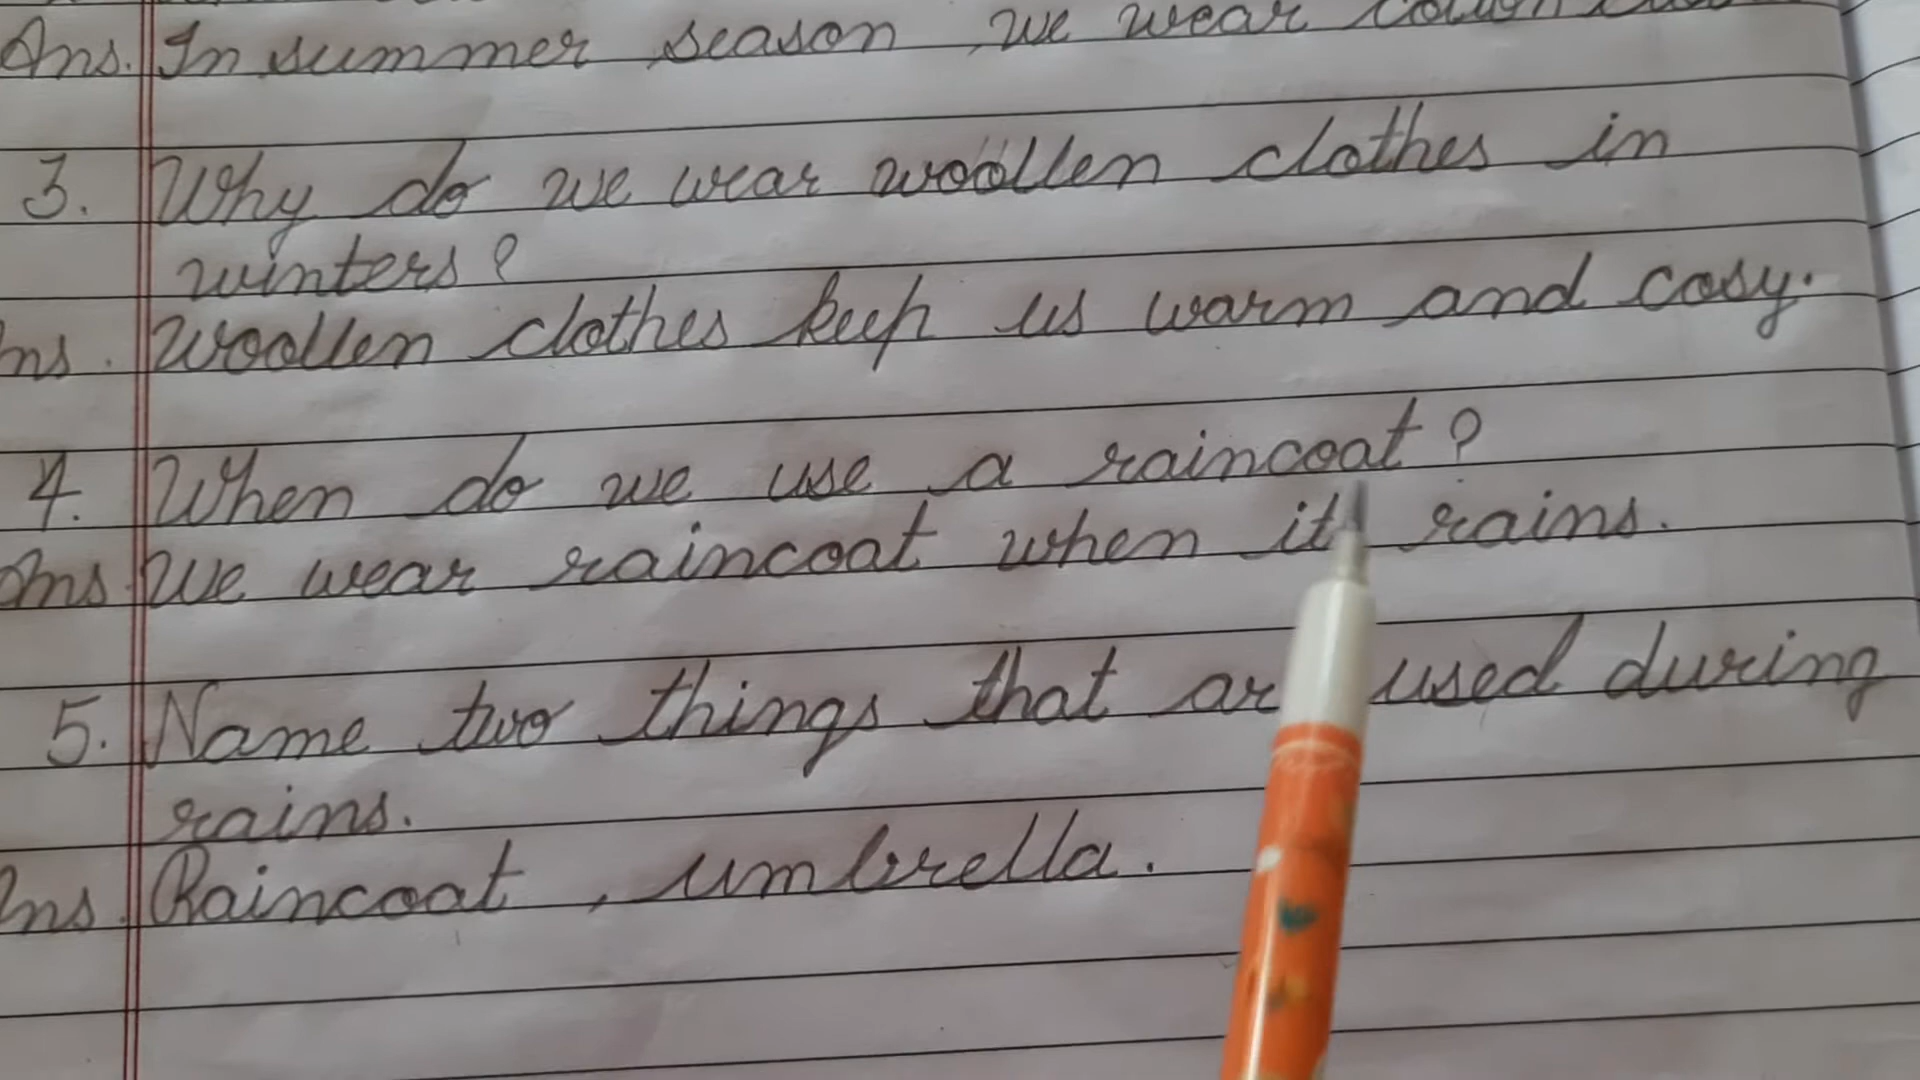 Ans. In summer season we wear
3. Why do we wear woollen clothes in
winters?
ns. Woollen clothes keep us warm and cosy.
4. When do we use a raincoat?
Ans We wear raincoat when it rains.
5. Name two things that ar used during
rains.
Ans. Raincoat, umbrella.